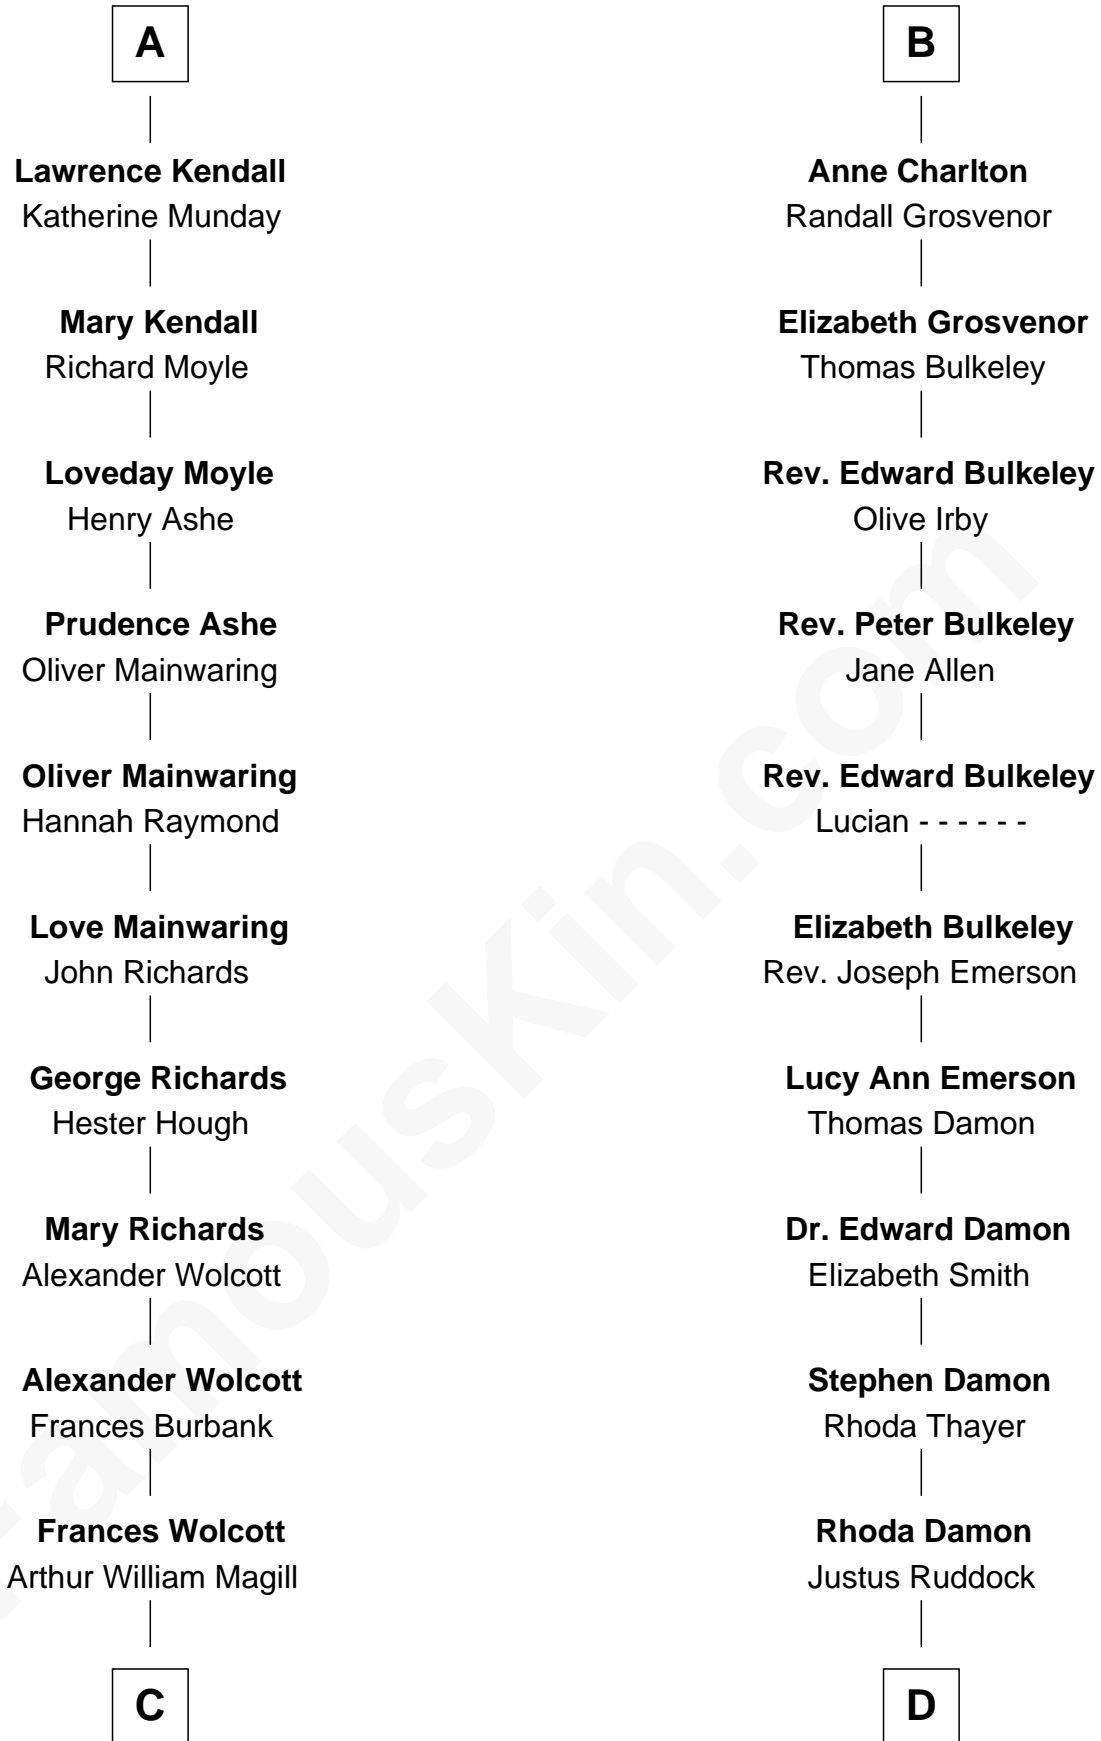 A
Lawrence Kendall
Katherine Munday
Mary Kendall
Richard Moyle
Loveday Moyle
Henry Ashe
Prudence Ashe
Oliver Mainwaring
Oliver Mainwaring
Hannah Raymond
Love Mainwaring
John Richards
George Richards
Hester Hough
Mary Richards
Alexander Wolcott
Alexander Wolcott
Frances Burbank
Frances Wolcott
Arthur William Magill
C
B
Anne Charlton
Randall Grosvenor
Elizabeth Grosvenor
Thomas Bulkeley
Rev. Edward Bulkeley
Olive Irby
Rev. Peter Bulkeley
Jane Allen
Rev. Edward Bulkeley
Lucian - - - - - -
Elizabeth Bulkeley
Rev. Joseph Emerson
Lucy Ann Emerson
Thomas Damon
Dr. Edward Damon
Elizabeth Smith
Stephen Damon
Rhoda Thayer
Rhoda Damon
Justus Ruddock
D
FamousKin.com